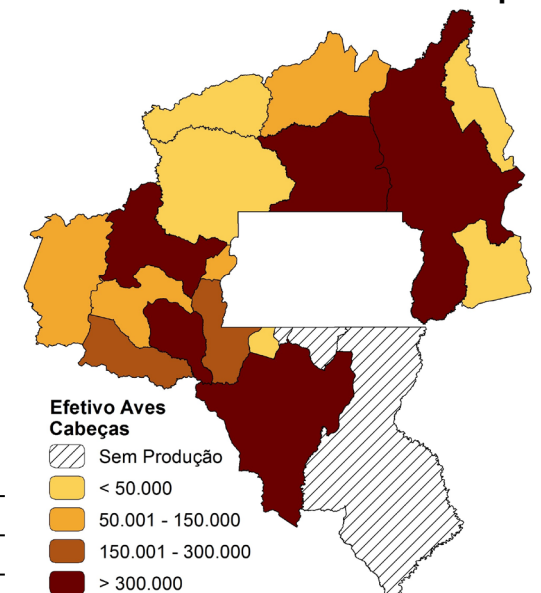 Efetivo Aves
Cabeças
Sem Produção
< 50.000
50.001 - 150.000
150.001 - 300.000
> 300.000